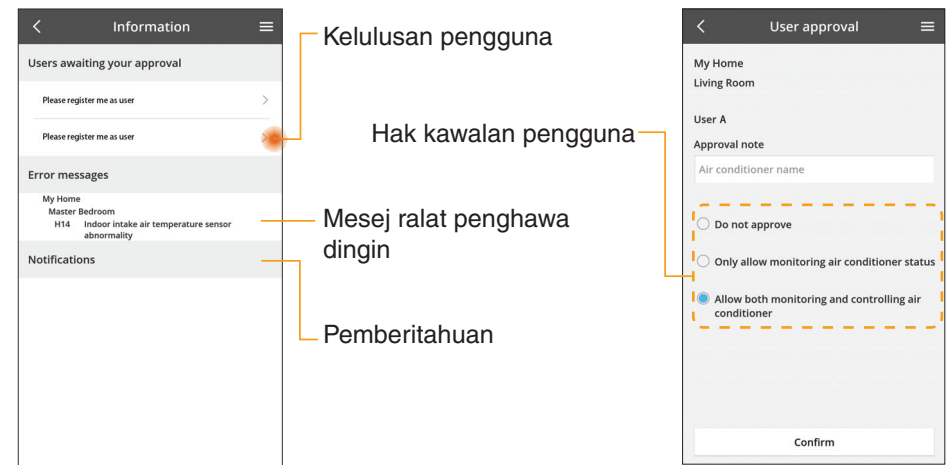 Information
Users awaiting your approval
Please register me as user
Please register me as user
Error messages
My Home
Master Bedroom
H14 Indoor intake air temperature sensor
abnormality
Notifications
Kelulusan pengguna
Hak kawalan pengguna
Mesej ralat penghawa
dingin
Pemberitahuan
User approval
My Home
Living Room
User A
Approval note
Air conditioner name
Do not approve
Only allow monitoring air conditioner status
Allow both monitoring and controlling air
conditioner
Confirm